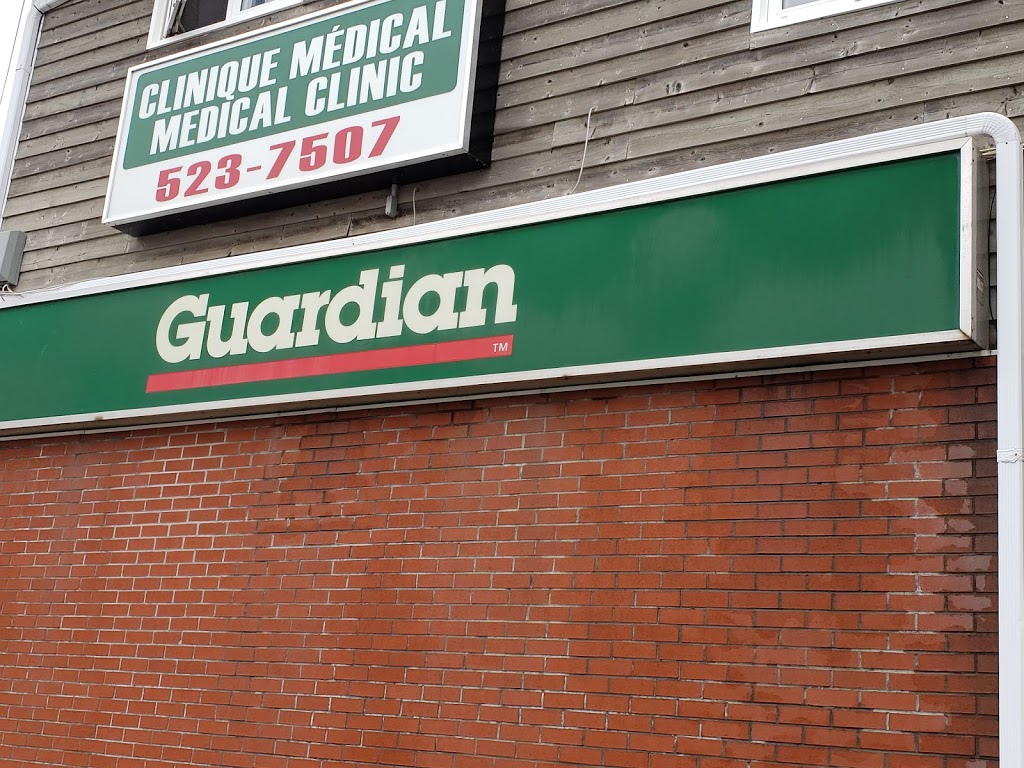 CLINIQUE MÉDICAL
MEDICAL CLINIC
523-7507
Guardian
TM